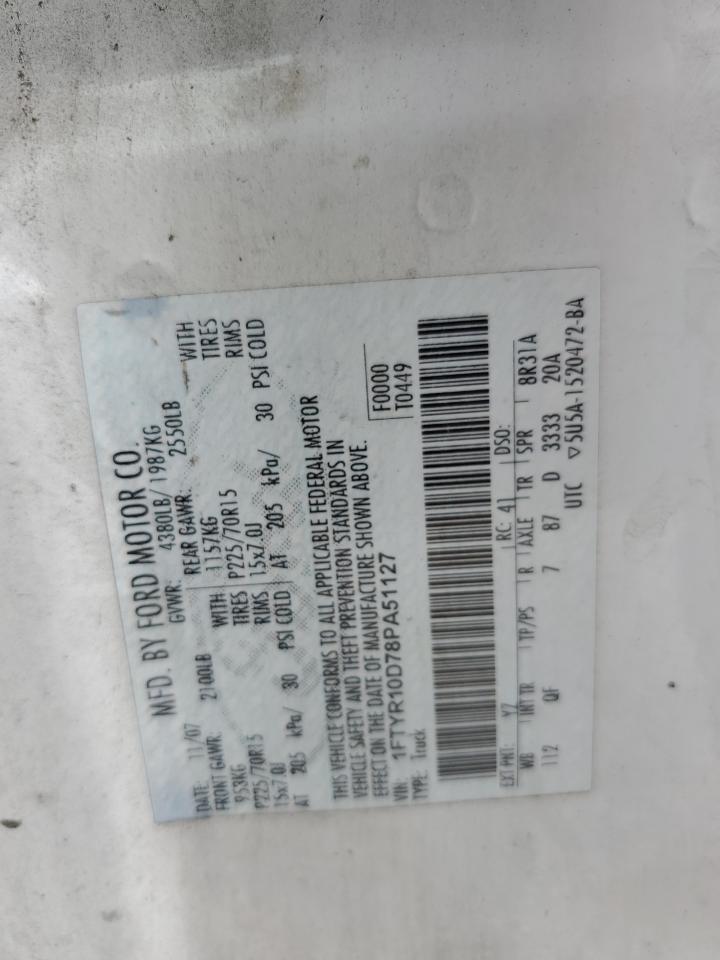 MFD. BY FORD MOTOR CO.
DATE: 11/07 GVWR: 4380LB/ 1987KG
FRONT GAWR: 2100LB REAR GAWR: 2550LB
953KG WITH 1157KG WITH
P225/70R15 TIRES P225/70R15 TIRES
15x7.0J RIMS 15x7.0J RIMS
AT 205 kPa/ 30 PSI COLD AT 205 kPa/ 30 PSI COLD
THIS VEHICLE CONFORMS TO ALL APPLICABLE FEDERAL MOTOR
VEHICLE SAFETY AND THEFT PREVENTION STANDARDS IN
EFFECT ON THE DATE OF MANUFACTURE SHOWN ABOVE.
VIN: 1FTYR10D78PA51127 F0000
TYPE: Truck T0449
EXT PNT: YZ RC: 41 DSO:
WB INT TR TP/PS R AXLE TR SPR 8R31A
112 QF 7 87 D 3333 20A
UTC ▽5U5A-1520472-BA